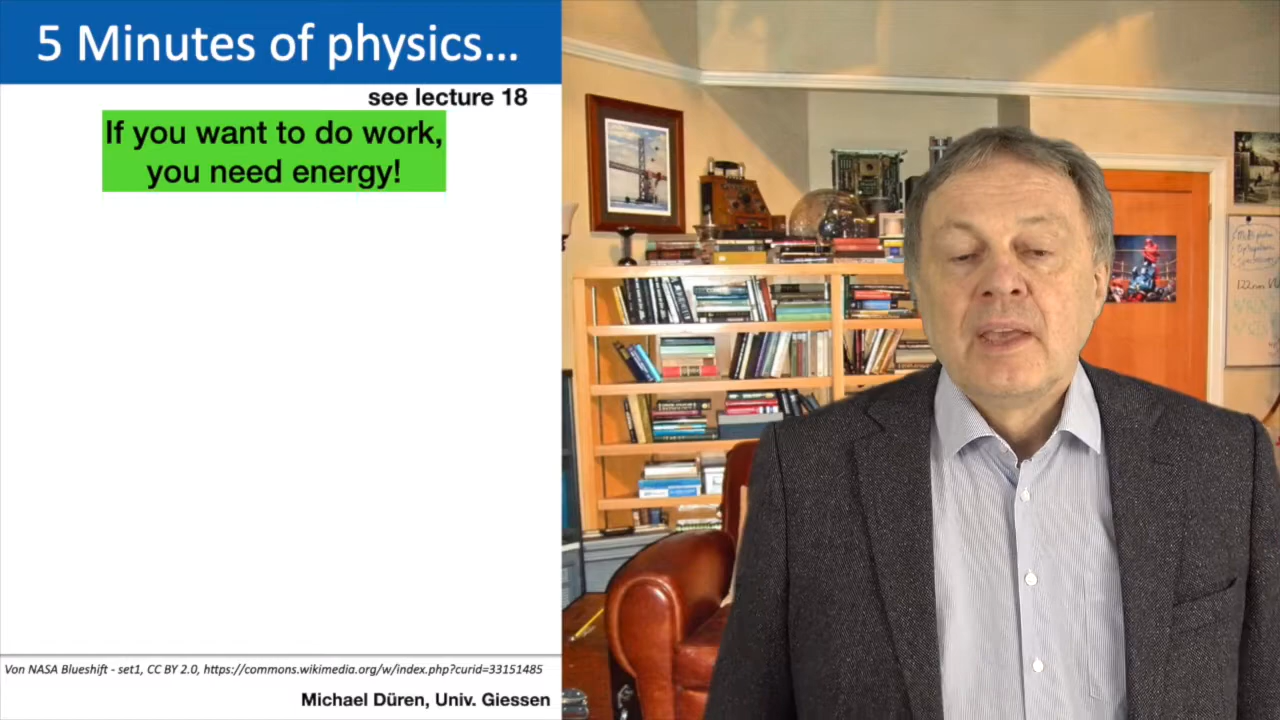 5 Minutes of physics...
see lecture 18
If you want to do work,
you need energy!
Von NASA Blueshift - set1, CC BY 2.0, https://commons.wikimedia.org/w/index.php?curid=33151485
Michael Düren, Univ. Giessen